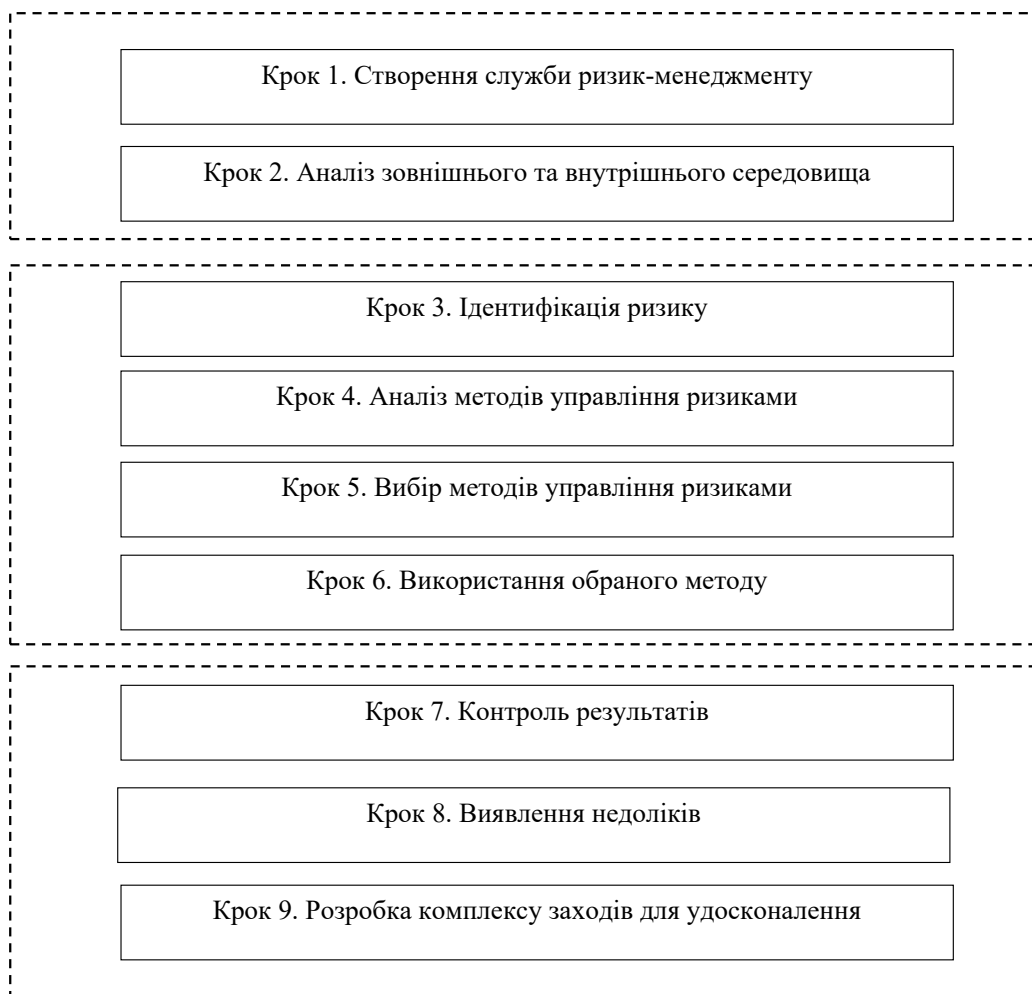 Крок 1. Створення служби ризик-менеджменту
Крок 2. Аналіз зовнішнього та внутрішнього середовища
Крок 3. Ідентифікація ризику
Крок 4. Аналіз методів управління ризиками
Крок 5. Вибір методів управління ризиками
Крок 6. Використання обраного методу
Крок 7. Контроль результатів
Крок 8. Виявлення недоліків
Крок 9. Розробка комплексу заходів для удосконалення